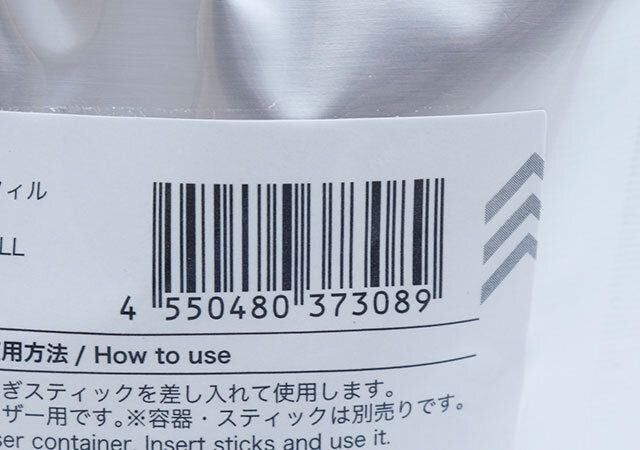 フィル
LL
4 550480 373089
用方法 / How to use
ぎスティックを差し入れて使用します。
ザー用です。※容器・スティックは別売りです。
ser container. Insert sticks and use it.